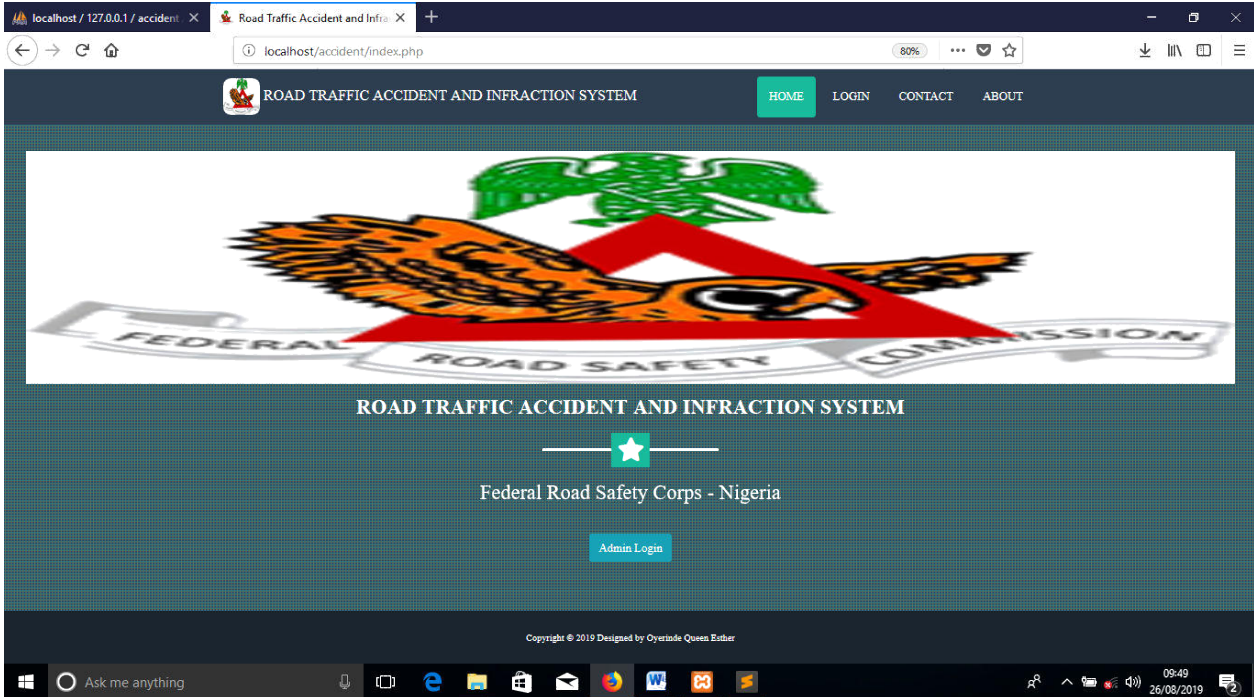 localhost / 127.0.0.1 / accident
Road Traffic Accident and Infra
localhost/accident/index.php
80%
ROAD TRAFFIC ACCIDENT AND INFRACTION SYSTEM
HOME
LOGIN
CONTACT
ABOUT
FEDERAL ROAD SAFETY COMMISSION
ROAD TRAFFIC ACCIDENT AND INFRACTION SYSTEM
Federal Road Safety Corps - Nigeria
Admin Login
Copyright © 2019 Designed by Oyerinde Queen Esther
Ask me anything
09:49
26/08/2019
2